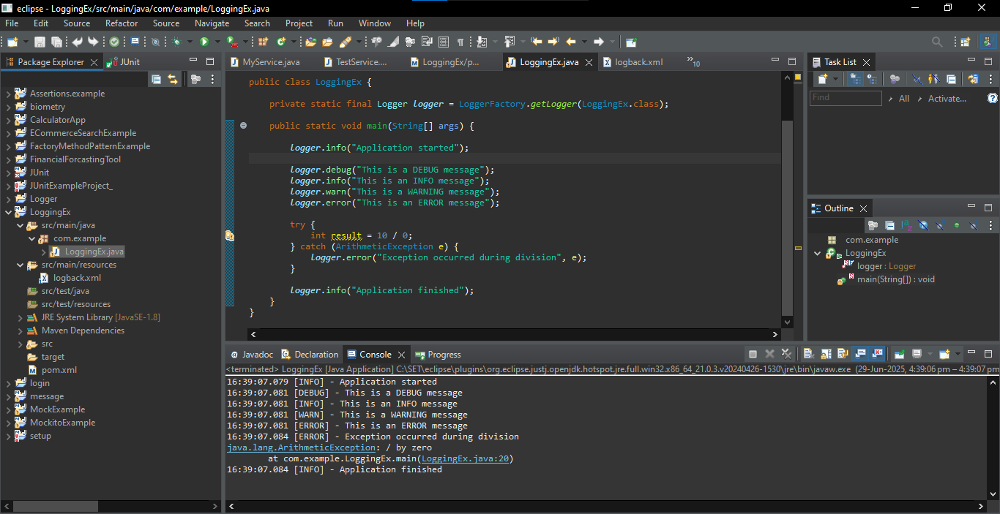 eclipse - LoggingEx/src/main/java/com/example/LoggingEx.java
File Edit Source Refactor Source Navigate Search Project Run Window Help
Package Explorer
JUnit
Assertions.example
biometry
CalculatorApp
ECommerceSearchExample
FactoryMethodPatternExample
FinancialForcastingTool
JUnit
JUnitExampleProject_
Logger
LoggingEx
src/main/java
com.example
LoggingEx.java
src/main/resources
logback.xml
src/test/java
src/test/resources
JRE System Library [JavaSE-1.8]
Maven Dependencies
src
target
pom.xml
login
message
MockExample
MockitoExample
setup
MyService.java TestService.... LoggingEx/p... LoggingEx.java logback.xml »10
public class LoggingEx {
private static final Logger logger = LoggerFactory.getLogger(LoggingEx.class);
public static void main(String[] args) {
logger.info("Application started");
logger.debug("This is a DEBUG message");
logger.info("This is an INFO message");
logger.warn("This is a WARNING message");
logger.error("This is an ERROR message");
try {
int result = 10 / 0;
} catch (ArithmeticException e) {
logger.error("Exception occurred during division", e);
}
logger.info("Application finished");
}
}
Task List
Find All Activate...
Outline
com.example
LoggingEx
logger : Logger
main(String[]) : void
@ Javadoc Declaration Console Progress
<terminated> LoggingEx [Java Application] C:\SET\eclipse\plugins\org.eclipse.justj.openjdk.hotspot.jre.full.win32.x86_64_21.0.3.v20240426-1530\jre\bin\javaw.exe (29-Jun-2025, 4:39:06 pm – 4:39:07 pm
16:39:07.079 [INFO] - Application started
16:39:07.081 [DEBUG] - This is a DEBUG message
16:39:07.081 [INFO] - This is an INFO message
16:39:07.081 [WARN] - This is a WARNING message
16:39:07.081 [ERROR] - This is an ERROR message
16:39:07.084 [ERROR] - Exception occurred during division
java.lang.ArithmeticException: / by zero
at com.example.LoggingEx.main(LoggingEx.java:20)
16:39:07.084 [INFO] - Application finished